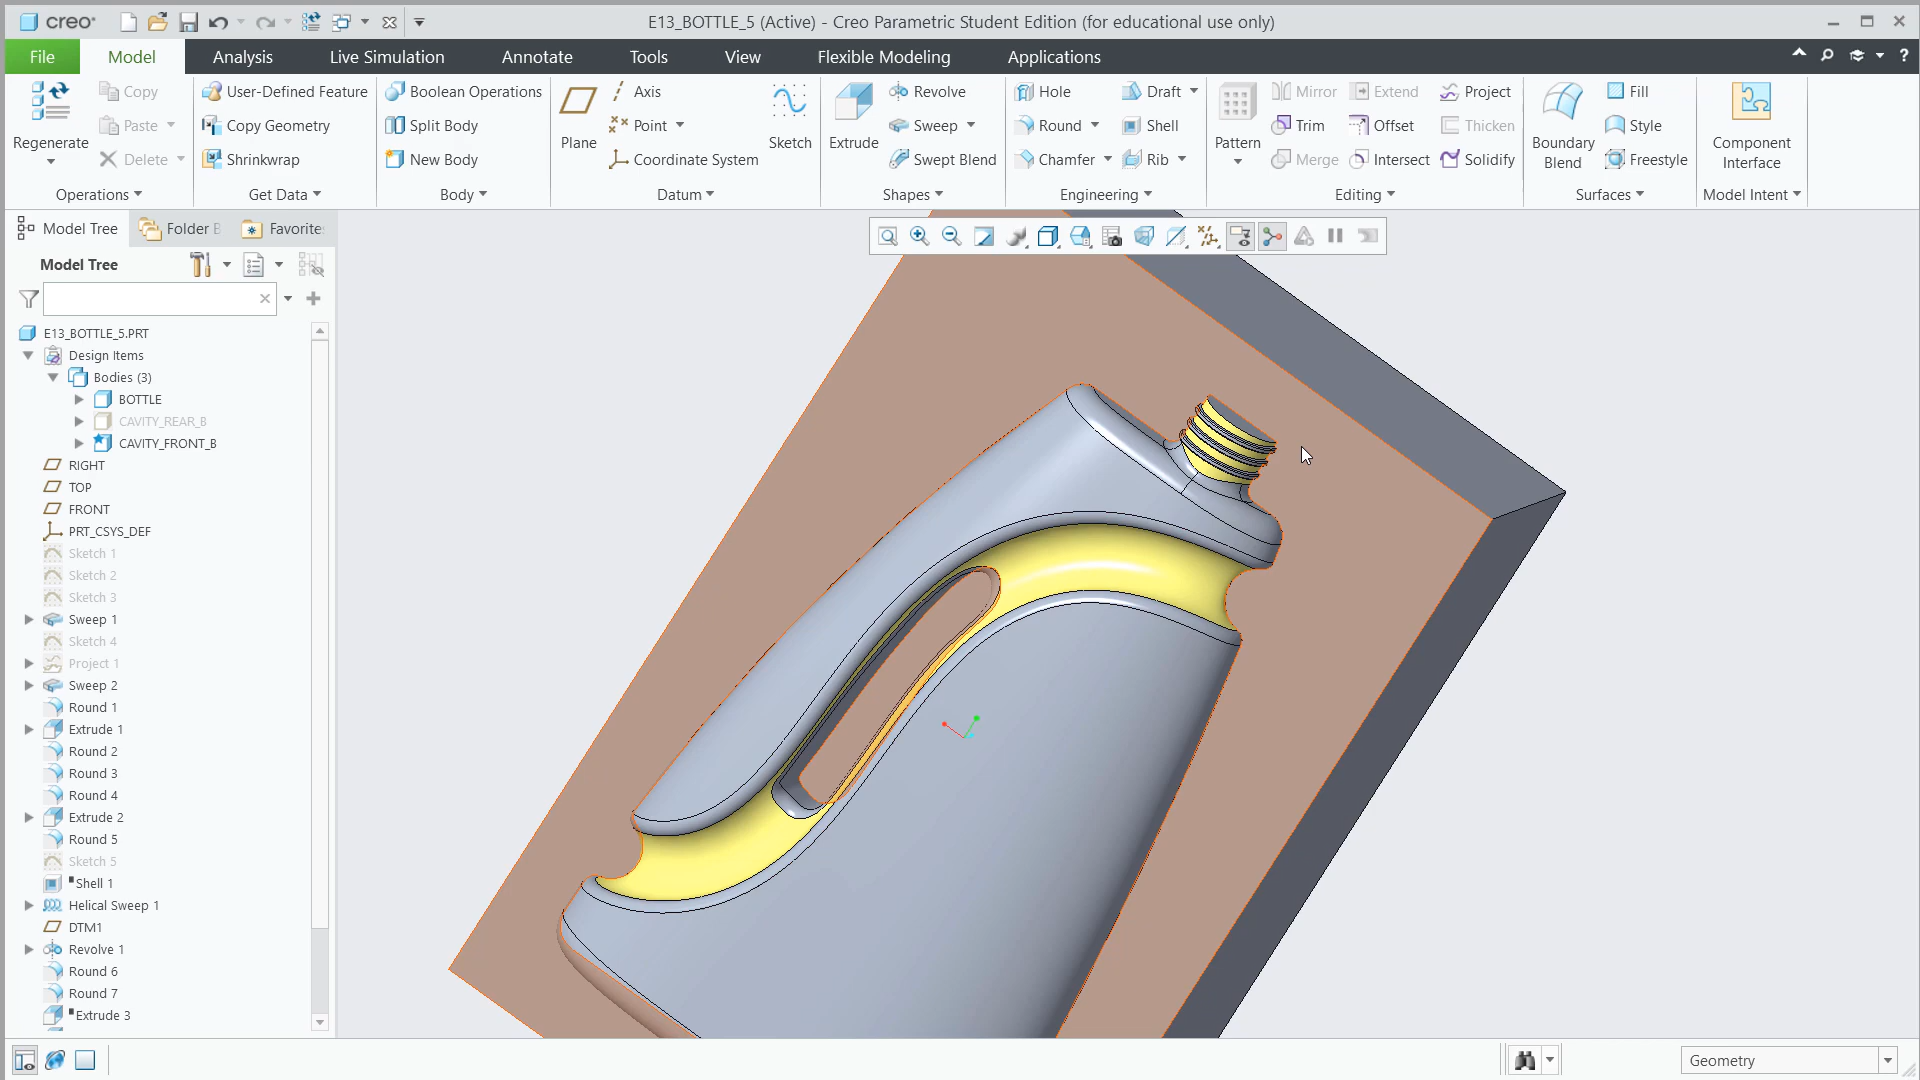 creo
E13_BOTTLE_5 (Active) - Creo Parametric Student Edition (for educational use only)
File Model Analysis Live Simulation Annotate Tools View Flexible Modeling Applications
Regenerate
Copy
Paste
Delete
Operations
User-Defined Feature
Copy Geometry
Shrinkwrap
Get Data
Boolean Operations
Split Body
New Body
Body
Plane
Axis
Point
Coordinate System
Sketch
Datum
Extrude
Revolve
Sweep
Swept Blend
Shapes
Hole
Round
Chamfer
Draft
Shell
Rib
Engineering
Pattern
Mirror
Trim
Merge
Extend
Offset
Intersect
Project
Thicken
Solidify
Editing
Boundary
Blend
Fill
Style
Freestyle
Surfaces
Component
Interface
Model Intent
Model Tree Folder B Favorite
Model Tree
E13_BOTTLE_5.PRT
Design Items
Bodies (3)
BOTTLE
CAVITY_REAR_B
CAVITY_FRONT_B
RIGHT
TOP
FRONT
PRT_CSYS_DEF
Sketch 1
Sketch 2
Sketch 3
Sweep 1
Sketch 4
Project 1
Sweep 2
Round 1
Extrude 1
Round 2
Round 3
Round 4
Extrude 2
Round 5
Sketch 5
Shell 1
Helical Sweep 1
DTM1
Revolve 1
Round 6
Round 7
Extrude 3
Geometry